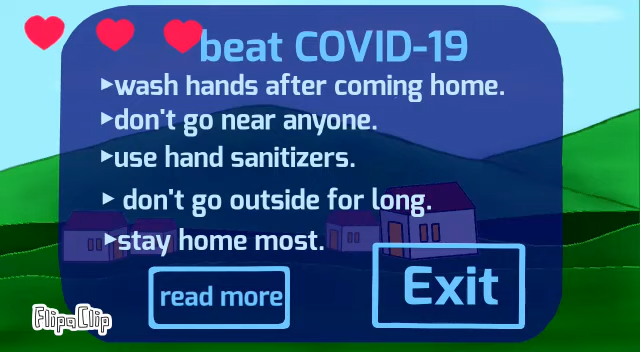 beat COVID-19
▸wash hands after coming home.
▸don't go near anyone.
▸use hand sanitizers.
▸ don't go outside for long.
▸stay home most.
read more
Exit
FlipaClip